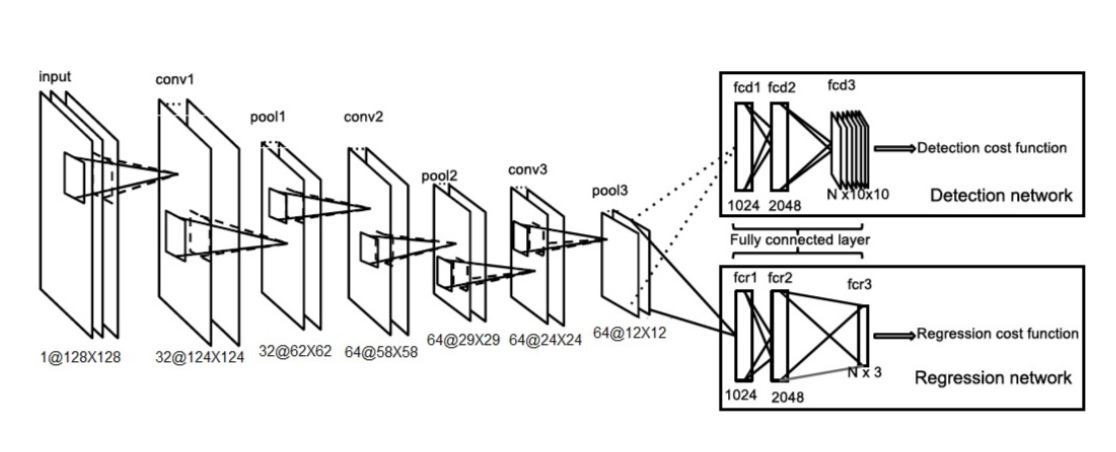 input
conv1
pool1
conv2
pool2
conv3
pool3
1@128X128
32@124X124
32@62X62
64@58X58
64@29X29
64@24X24
64@12X12
fcd1 fcd2 fcd3
Detection cost function
1024 2048 N x10x10
Detection network
Fully connected layer
fcr1 fcr2 fcr3
Regression cost function
N x 3
Regression network
1024 2048